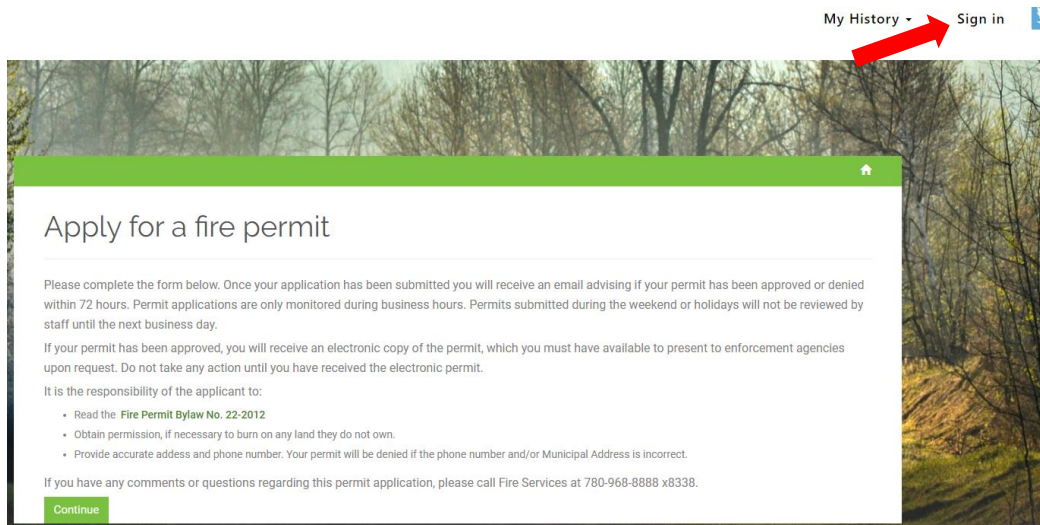 My History
Sign in
Apply for a fire permit
Please complete the form below. Once your application has been submitted you will receive an email advising if your permit has been approved or denied
within 72 hours. Permit applications are only monitored during business hours. Permits submitted during the weekend or holidays will not be reviewed by
staff until the next business day.
If your permit has been approved, you will receive an electronic copy of the permit, which you must have available to present to enforcement agencies
upon request. Do not take any action until you have received the electronic permit.
It is the responsibility of the applicant to:
• Read the Fire Permit Bylaw No. 22-2012
• Obtain permission, if necessary to burn on any land they do not own.
• Provide accurate addess and phone number. Your permit will be denied if the phone number and/or Municipal Address is incorrect.
If you have any comments or questions regarding this permit application, please call Fire Services at 780-968-8888 x8338.
Continue